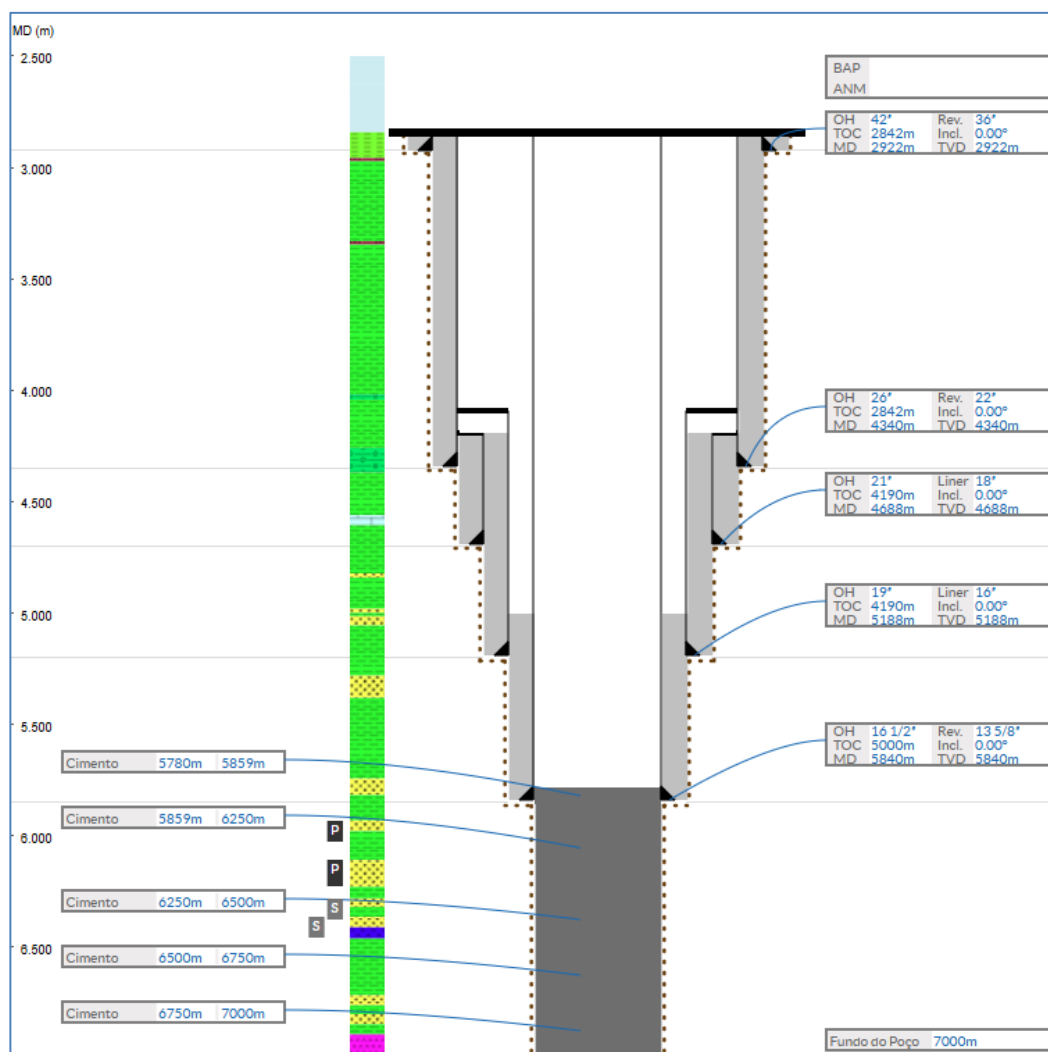 MD (m)
2.500
3.000
3.500
4.000
4.500
5.000
5.500
6.000
6.500
BAP
ANM
OH 42" Rev. 36"
TOC 2842m Incl. 0.00°
MD 2922m TVD 2922m
OH 26" Rev. 22"
TOC 2842m Incl. 0.00°
MD 4340m TVD 4340m
OH 21" Liner 18"
TOC 4190m Incl. 0.00°
MD 4688m TVD 4688m
OH 19" Liner 16"
TOC 4190m Incl. 0.00°
MD 5188m TVD 5188m
OH 16 1/2" Rev. 13 5/8"
TOC 5000m Incl. 0.00°
MD 5840m TVD 5840m
Cimento 5780m 5859m
Cimento 5859m 6250m
Cimento 6250m 6500m
Cimento 6500m 6750m
Cimento 6750m 7000m
P
P
S
S
Fundo do Poço 7000m